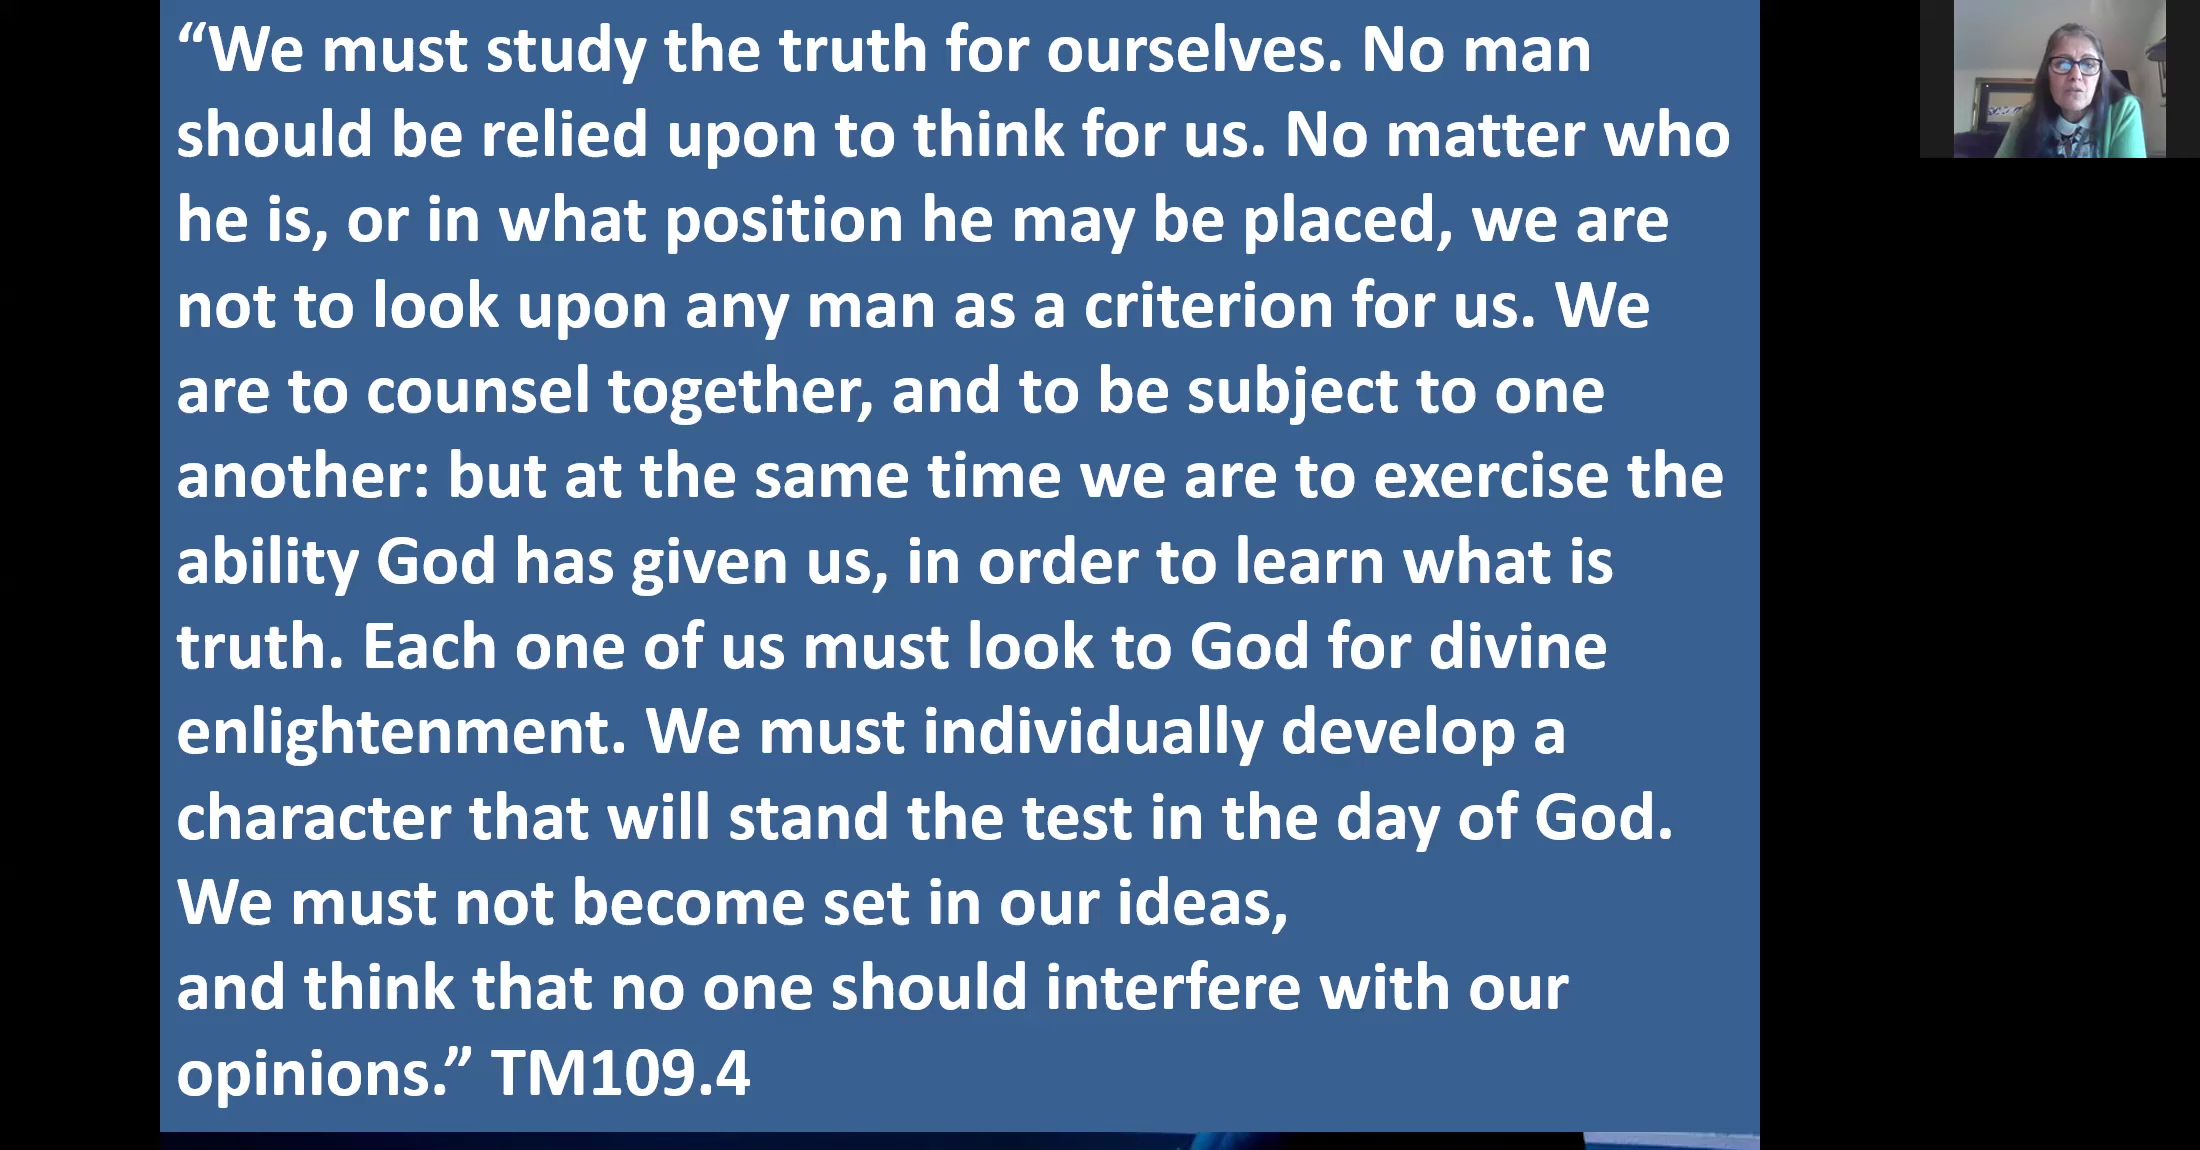 “We must study the truth for ourselves. No man
should be relied upon to think for us. No matter who
he is, or in what position he may be placed, we are
not to look upon any man as a criterion for us. We
are to counsel together, and to be subject to one
another: but at the same time we are to exercise the
ability God has given us, in order to learn what is
truth. Each one of us must look to God for divine
enlightenment. We must individually develop a
character that will stand the test in the day of God.
We must not become set in our ideas,
and think that no one should interfere with our
opinions.” TM109.4